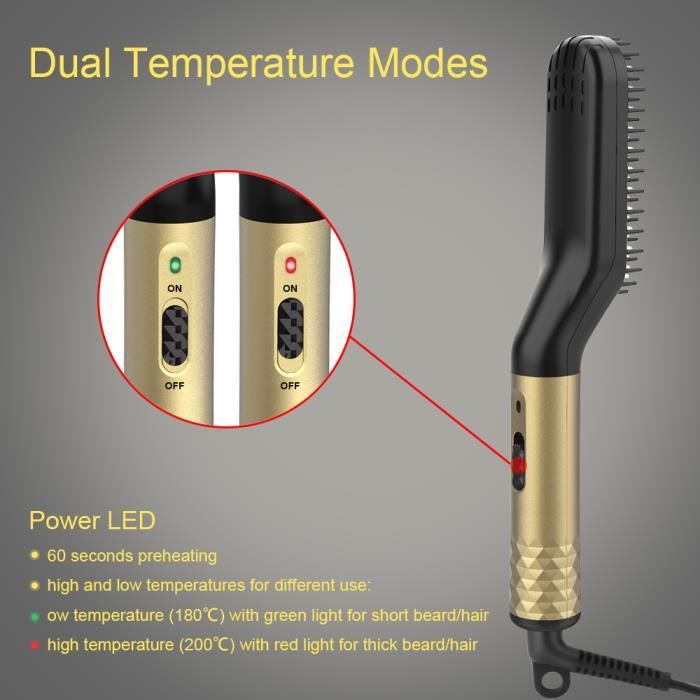 Dual Temperature Modes
ON
OFF
ON
OFF
Power LED
60 seconds preheating
high and low temperatures for different use:
ow temperature (180℃) with green light for short beard/hair
high temperature (200℃) with red light for thick beard/hair